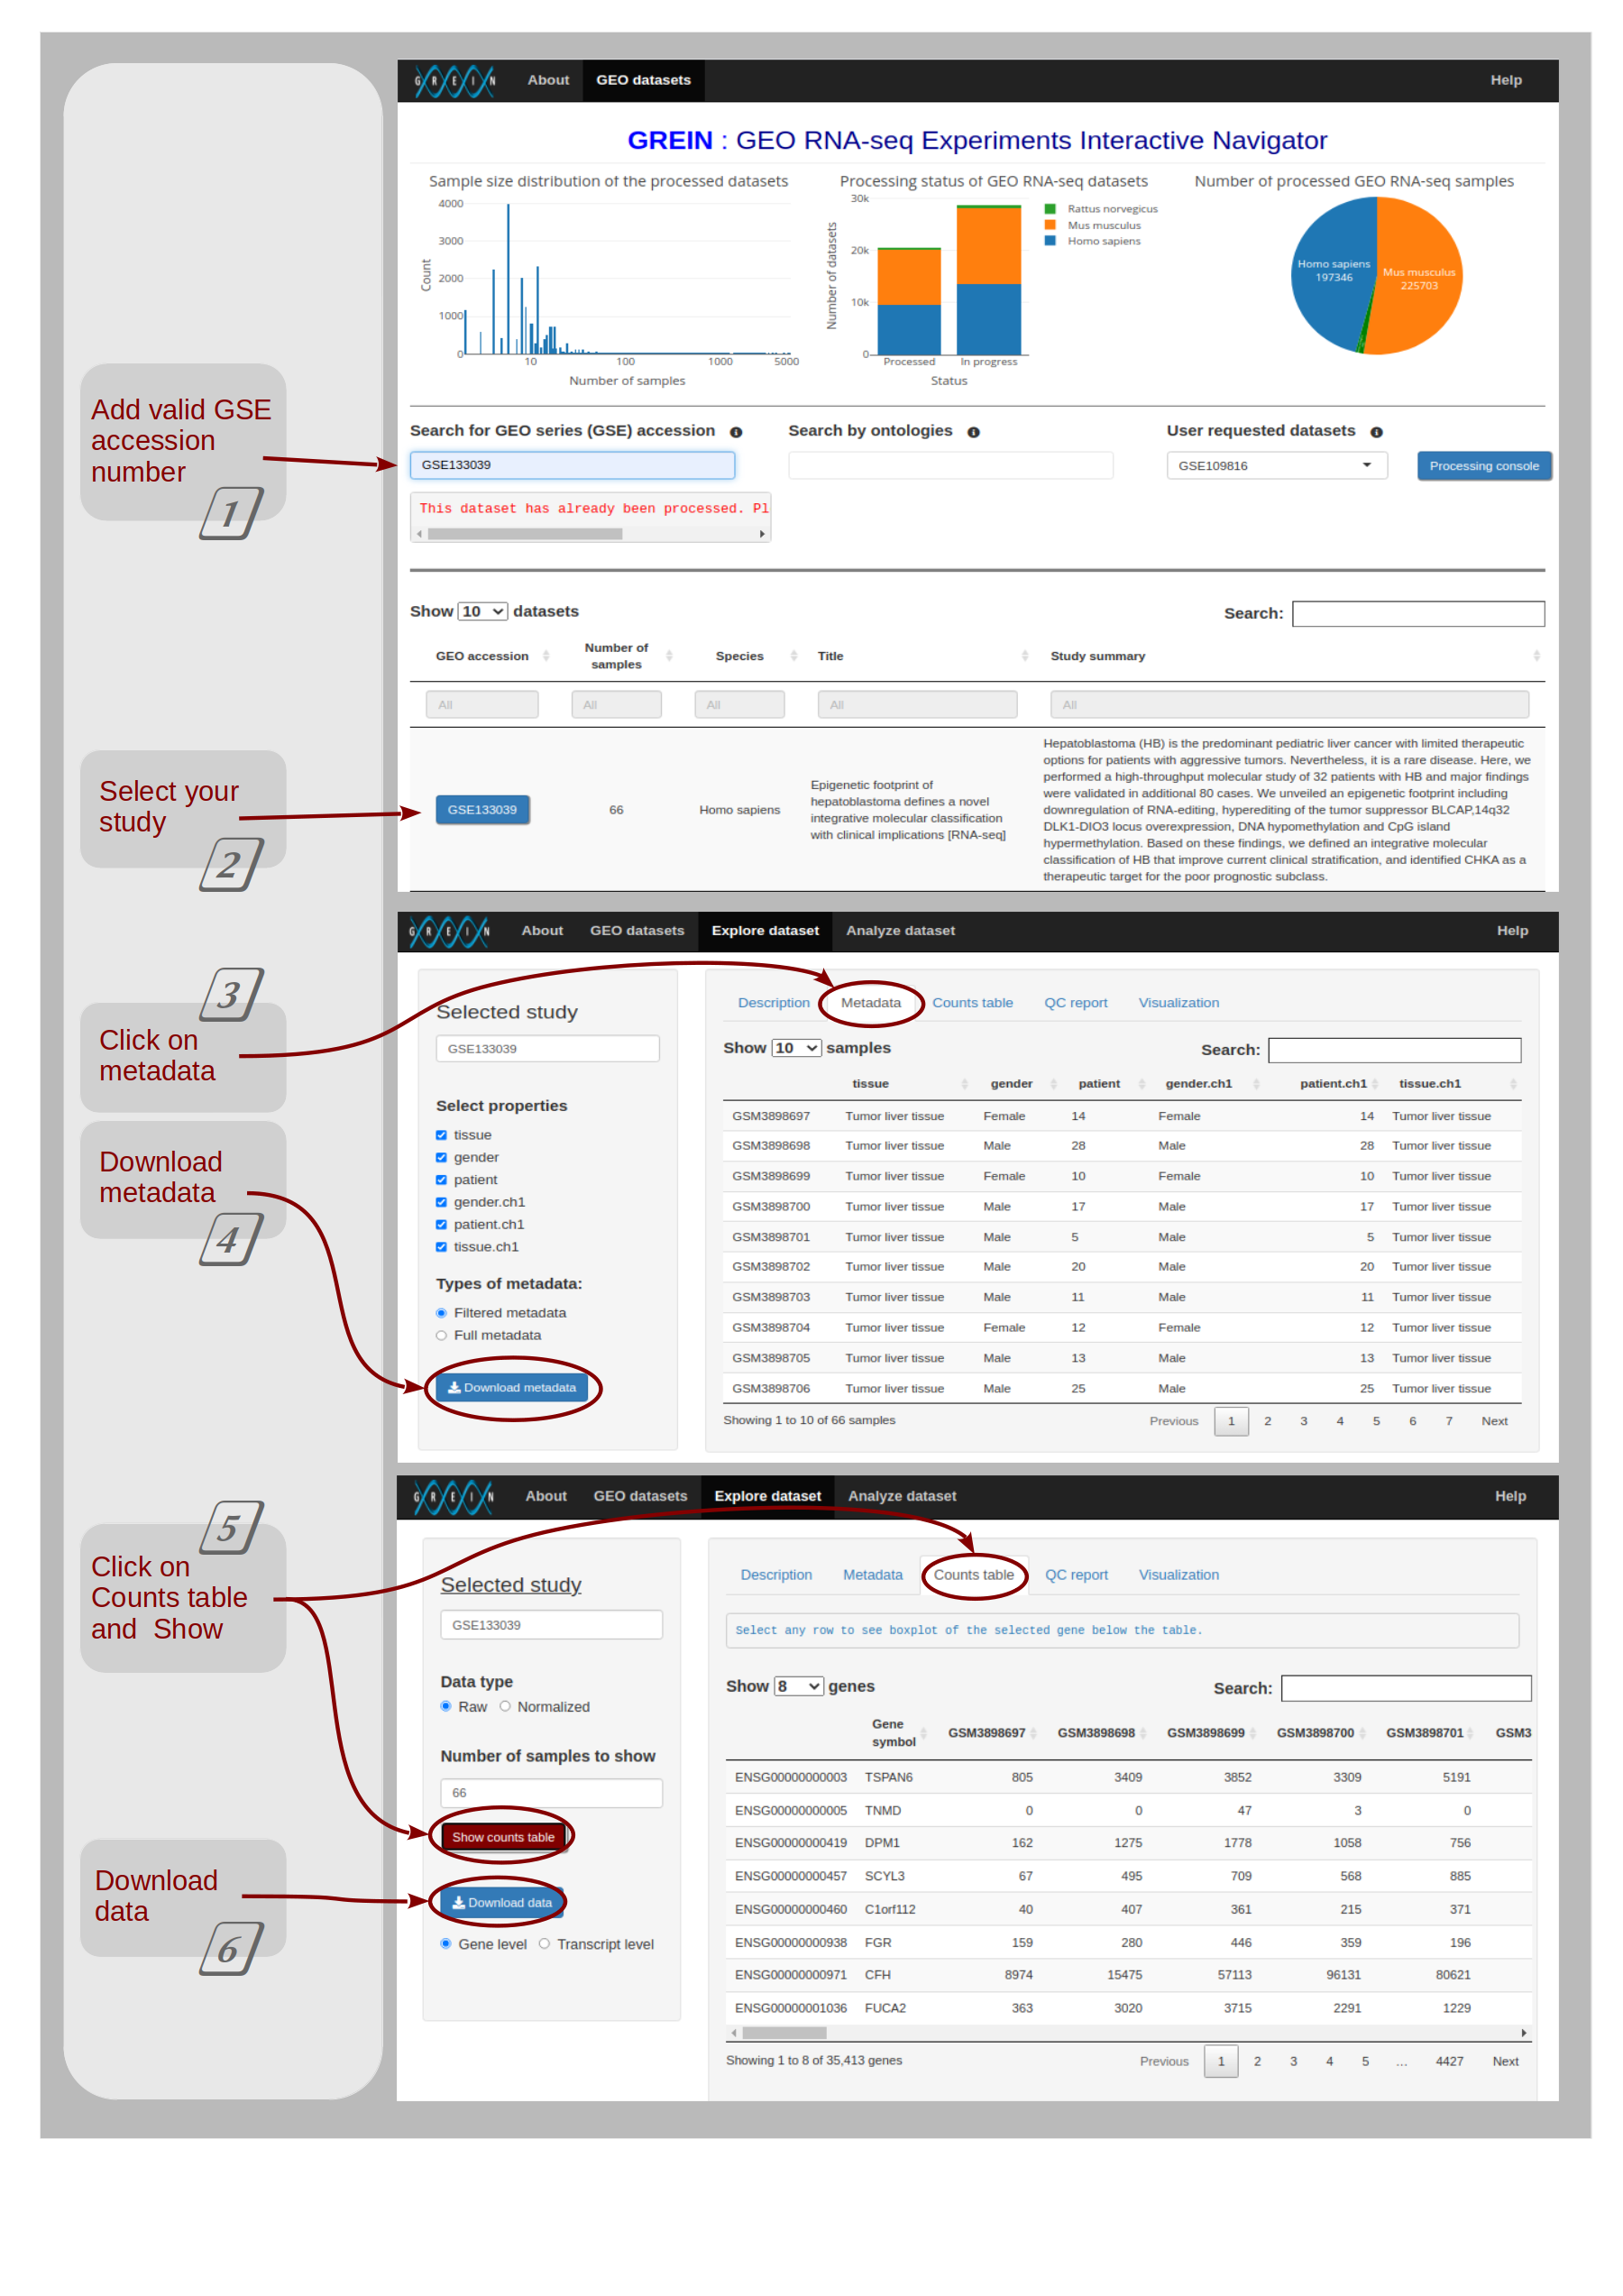 Add valid GSE
accession
number
1
Select your
study
2
3
Click on
metadata
Download
metadata
4
5
Click on
Counts table
and Show
Download
data
6
GREIN About GEO datasets Help
GREIN : GEO RNA-seq Experiments Interactive Navigator
Sample size distribution of the processed datasets
4000
3000
2000
1000
0
Count
10 100 1000 5000
Number of samples
Processing status of GEO RNA-seq datasets
30k
20k
10k
0
Number of datasets
Processed In progress
Status
Rattus norvegicus
Mus musculus
Homo sapiens
Number of processed GEO RNA-seq samples
Homo sapiens
197346
Mus musculus
225703
Search for GEO series (GSE) accession Search by ontologies User requested datasets
GSE133039 GSE109816 Processing console
This dataset has already been processed. Pl
Show 10 datasets Search:
GEO accession Number of samples Species Title Study summary
All All All All All
GSE133039 66 Homo sapiens
Epigenetic footprint of
hepatoblastoma defines a novel
integrative molecular classification
with clinical implications [RNA-seq]
Hepatoblastoma (HB) is the predominant pediatric liver cancer with limited therapeutic
options for patients with aggressive tumors. Nevertheless, it is a rare disease. Here, we
performed a high-throughput molecular study of 32 patients with HB and major findings
were validated in additional 80 cases. We unveiled an epigenetic footprint including
downregulation of RNA-editing, hyperediting of the tumor suppressor BLCAP,14q32
DLK1-DIO3 locus overexpression, DNA hypomethylation and CpG island
hypermethylation. Based on these findings, we defined an integrative molecular
classification of HB that improve current clinical stratification, and identified CHKA as a
therapeutic target for the poor prognostic subclass.
GREIN About GEO datasets Explore dataset Analyze dataset Help
Selected study
GSE133039
Select properties
tissue
gender
patient
gender.ch1
patient.ch1
tissue.ch1
Types of metadata:
Filtered metadata
Full metadata
Download metadata
Description Metadata Counts table QC report Visualization
Show 10 samples Search:
tissue gender patient gender.ch1 patient.ch1 tissue.ch1
GSM3898697 Tumor liver tissue Female 14 Female 14 Tumor liver tissue
GSM3898698 Tumor liver tissue Male 28 Male 28 Tumor liver tissue
GSM3898699 Tumor liver tissue Female 10 Female 10 Tumor liver tissue
GSM3898700 Tumor liver tissue Male 17 Male 17 Tumor liver tissue
GSM3898701 Tumor liver tissue Male 5 Male 5 Tumor liver tissue
GSM3898702 Tumor liver tissue Male 20 Male 20 Tumor liver tissue
GSM3898703 Tumor liver tissue Male 11 Male 11 Tumor liver tissue
GSM3898704 Tumor liver tissue Female 12 Female 12 Tumor liver tissue
GSM3898705 Tumor liver tissue Male 13 Male 13 Tumor liver tissue
GSM3898706 Tumor liver tissue Male 25 Male 25 Tumor liver tissue
Showing 1 to 10 of 66 samples Previous 1 2 3 4 5 6 7 Next
GREIN About GEO datasets Explore dataset Analyze dataset Help
Selected study
GSE133039
Data type
Raw Normalized
Number of samples to show
66
Show counts table
Download data
Gene level Transcript level
Description Metadata Counts table QC report Visualization
Select any row to see boxplot of the selected gene below the table.
Show 8 genes Search:
Gene symbol GSM3898697 GSM3898698 GSM3898699 GSM3898700 GSM3898701 GSM3
ENSG00000000003 TSPAN6 805 3409 3852 3309 5191
ENSG00000000005 TNMD 0 0 47 3 0
ENSG00000000419 DPM1 162 1275 1778 1058 756
ENSG00000000457 SCYL3 67 495 709 568 885
ENSG00000000460 C1orf112 40 407 361 215 371
ENSG00000000938 FGR 159 280 446 359 196
ENSG00000000971 CFH 8974 15475 57113 96131 80621
ENSG00000001036 FUCA2 363 3020 3715 2291 1229
Showing 1 to 8 of 35,413 genes Previous 1 2 3 4 5 … 4427 Next